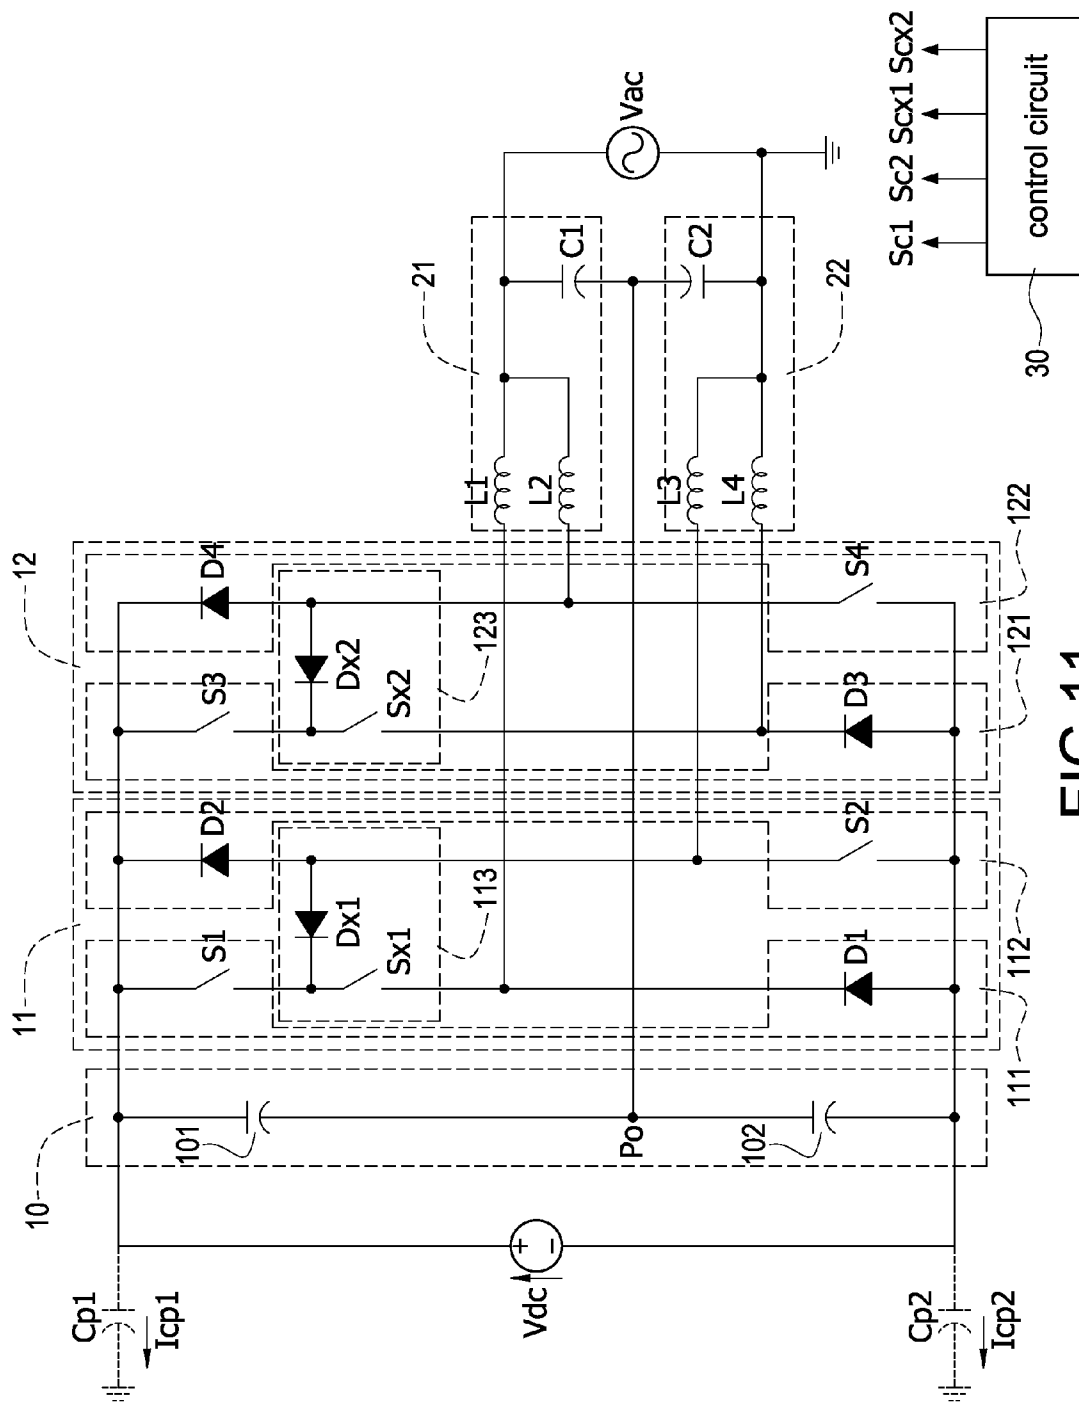 10
11
12
Cp1
Icp1
101
S1
D2
S3
D4
Dx1
Dx2
Sx1
Sx2
21
113
123
L1
Vdc
+
−
L2
Vac
C1
Po
L3
C2
L4
102
22
D1
S2
D3
S4
Sc1
Sc2
Scx1
Scx2
Cp2
Icp2
111
112
121
122
30
control circuit
FIG.11